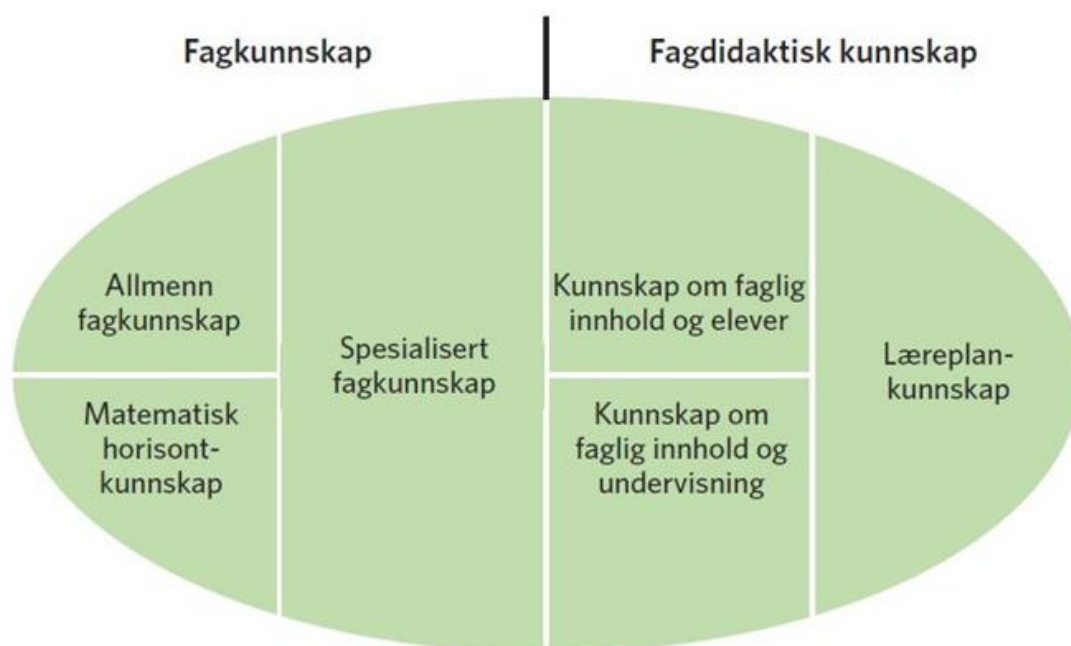 Fagkunnskap
Fagdidaktisk kunnskap
Allmenn
fagkunnskap
Matematisk
horisont-
kunnskap
Spesialisert
fagkunnskap
Kunnskap om faglig
innhold og elever
Kunnskap om
faglig innhold og
undervisning
Læreplan-
kunnskap